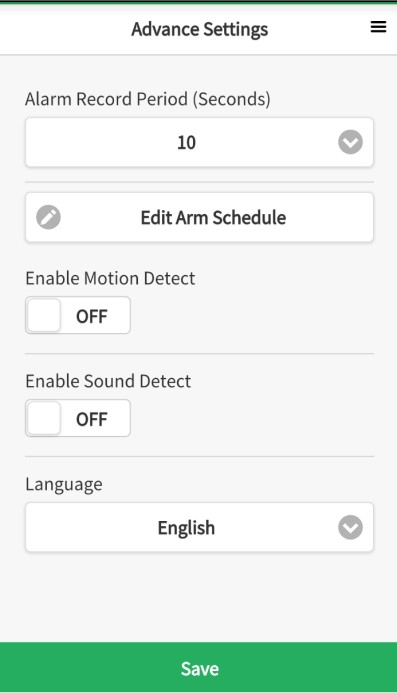 Advance Settings
Alarm Record Period (Seconds)
10
Edit Arm Schedule
Enable Motion Detect
OFF
Enable Sound Detect
OFF
Language
English
Save